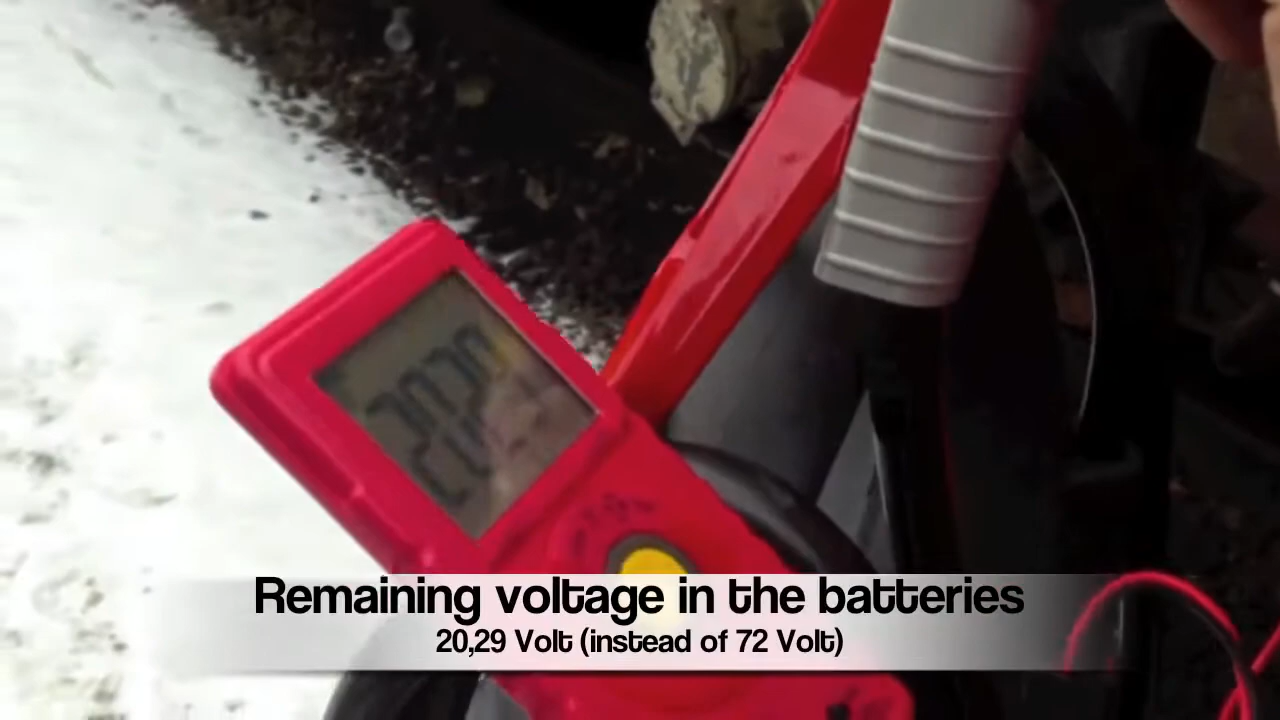 Remaining voltage in the batteries
20,29 Volt (instead of 72 Volt)